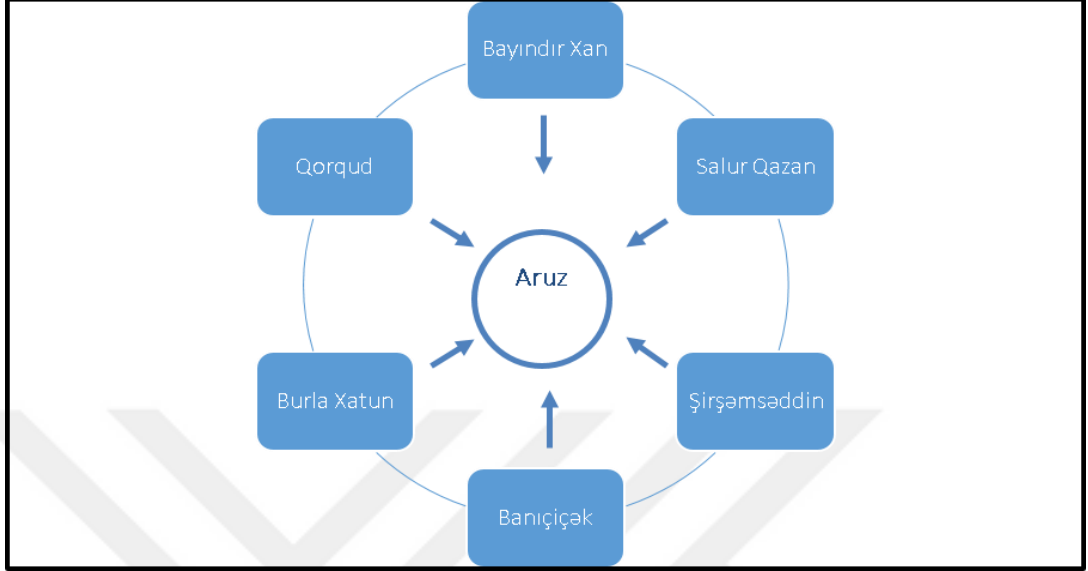 Bayındır Xan
Qorqud
Salur Qazan
Aruz
Burla Xatun
Şirşəmsəddin
Banıçiçək